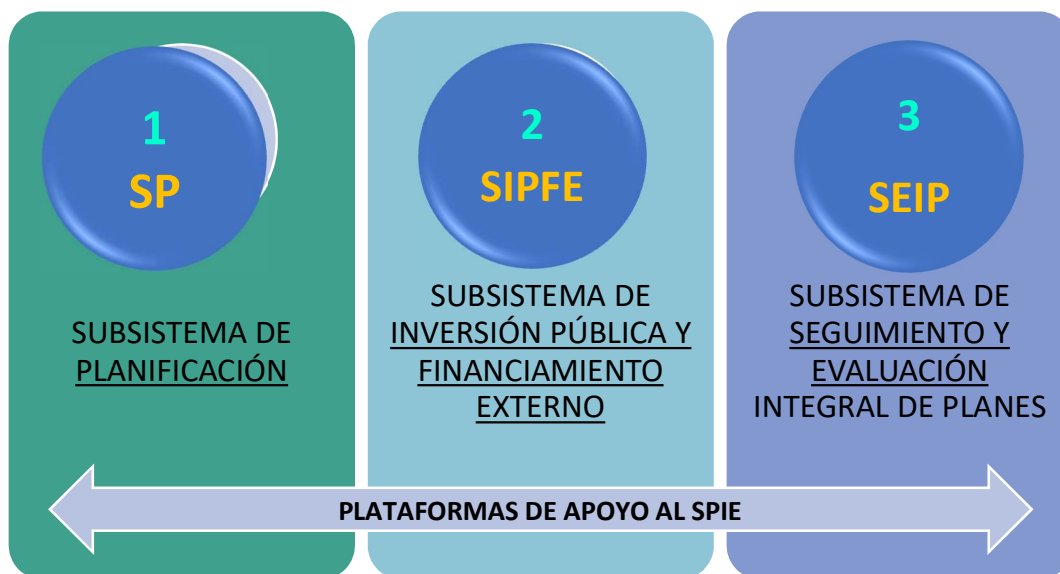 1
SP
SUBSISTEMA DE
PLANIFICACIÓN
2
SIPFE
SUBSISTEMA DE
INVERSIÓN PÚBLICA Y
FINANCIAMIENTO
EXTERNO
3
SEIP
SUBSISTEMA DE
SEGUIMIENTO Y
EVALUACIÓN
INTEGRAL DE PLANES
PLATAFORMAS DE APOYO AL SPIE